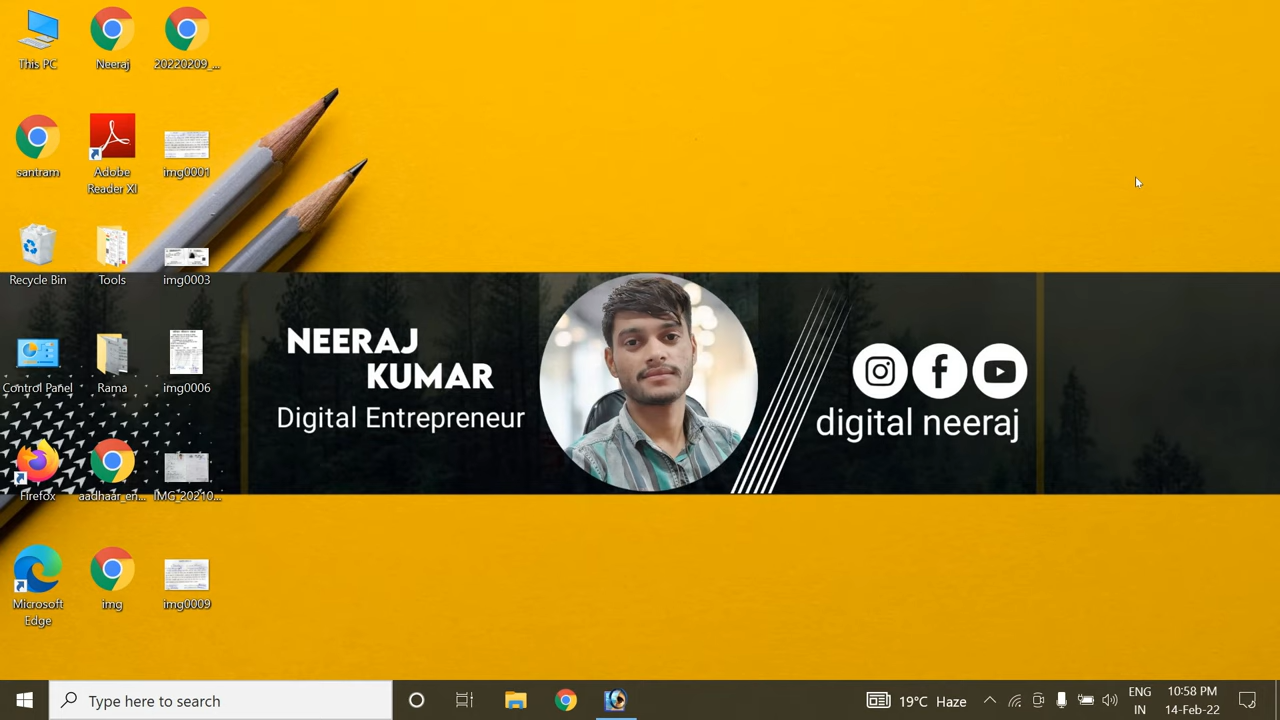 This PC
Neeraj
20220209_...
santram
Adobe
Reader XI
img0001
Recycle Bin
Tools
img0003
Control Panel
Rama
img0006
NEERAJ
KUMAR
Digital Entrepreneur
digital neeraj
Firefox
aadhaar_en...
IMG_20210...
Microsoft
Edge
img
img0009
Type here to search
19°C Haze
ENG
IN
10:58 PM
14-Feb-22